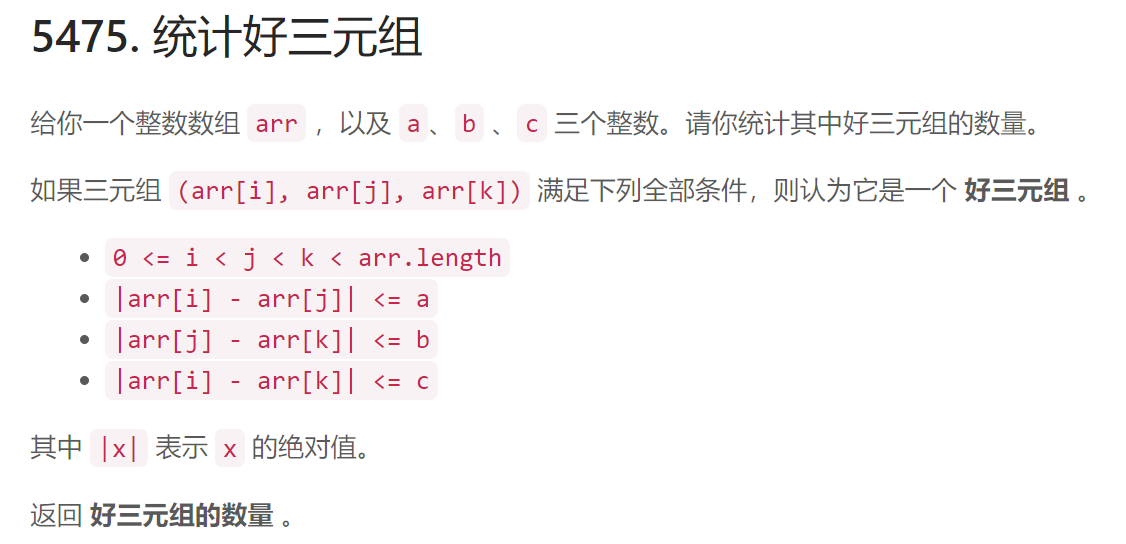 5475. 统计好三元组
给你一个整数数组 arr ，以及 a、b 、c 三个整数。请你统计其中好三元组的数量。
如果三元组 (arr[i], arr[j], arr[k]) 满足下列全部条件，则认为它是一个 好三元组 。
• 0 <= i < j < k < arr.length
• |arr[i] - arr[j]| <= a
• |arr[j] - arr[k]| <= b
• |arr[i] - arr[k]| <= c
其中 |x| 表示 x 的绝对值。
返回 好三元组的数量 。